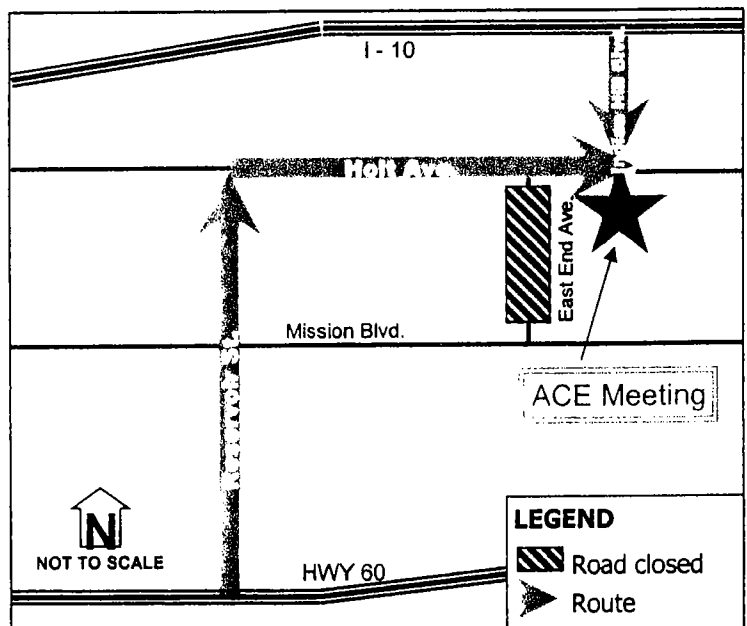 I - 10
Holt Ave.
East End Ave.
Mission Blvd.
ACE Meeting
N
NOT TO SCALE
HWY 60
LEGEND
Road closed
Route